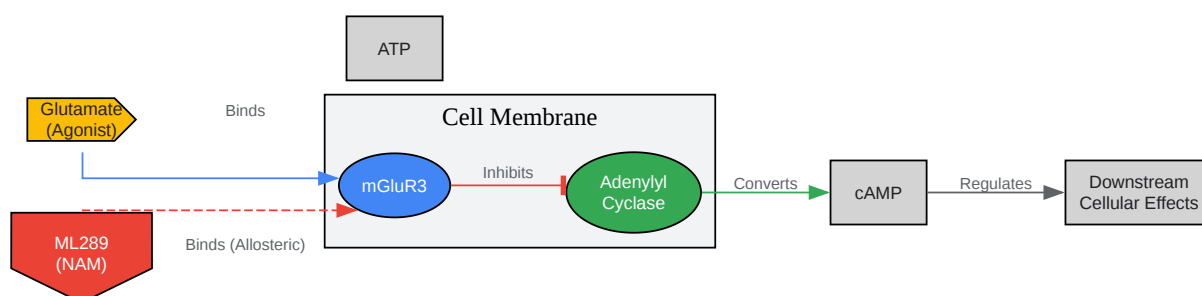 ATP
Glutamate
(Agonist)
Binds
Cell Membrane
mGluR3
Inhibits
Adenylyl
Cyclase
Converts
cAMP
Regulates
Downstream
Cellular Effects
ML289
(NAM)
Binds (Allosteric)